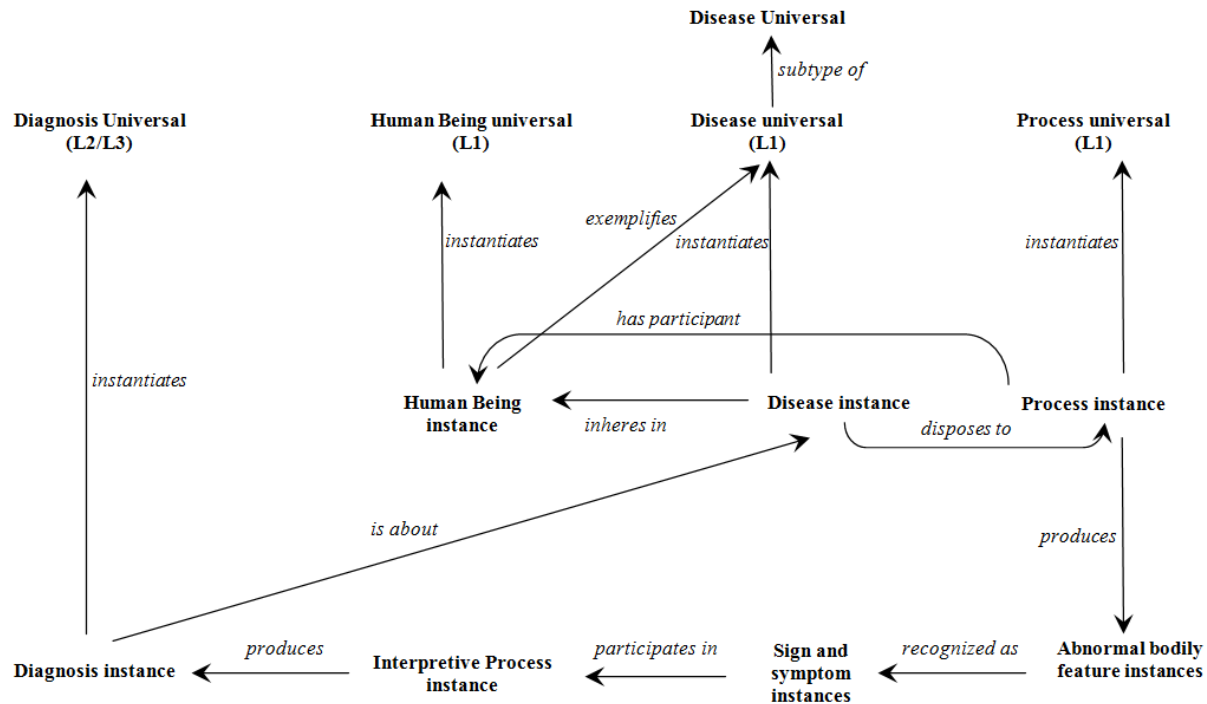 Disease Universal
subtype of
Diagnosis Universal
(L2/L3)
Human Being universal
(L1)
Disease universal
(L1)
Process universal
(L1)
exemplifies
instantiates
instantiates
instantiates
has participant
instantiates
Human Being
instance
Disease instance
Process instance
inheres in
disposes to
is about
produces
Diagnosis instance
produces
Interpretive Process
instance
participates in
Sign and
symptom
instances
recognized as
Abnormal bodily
feature instances